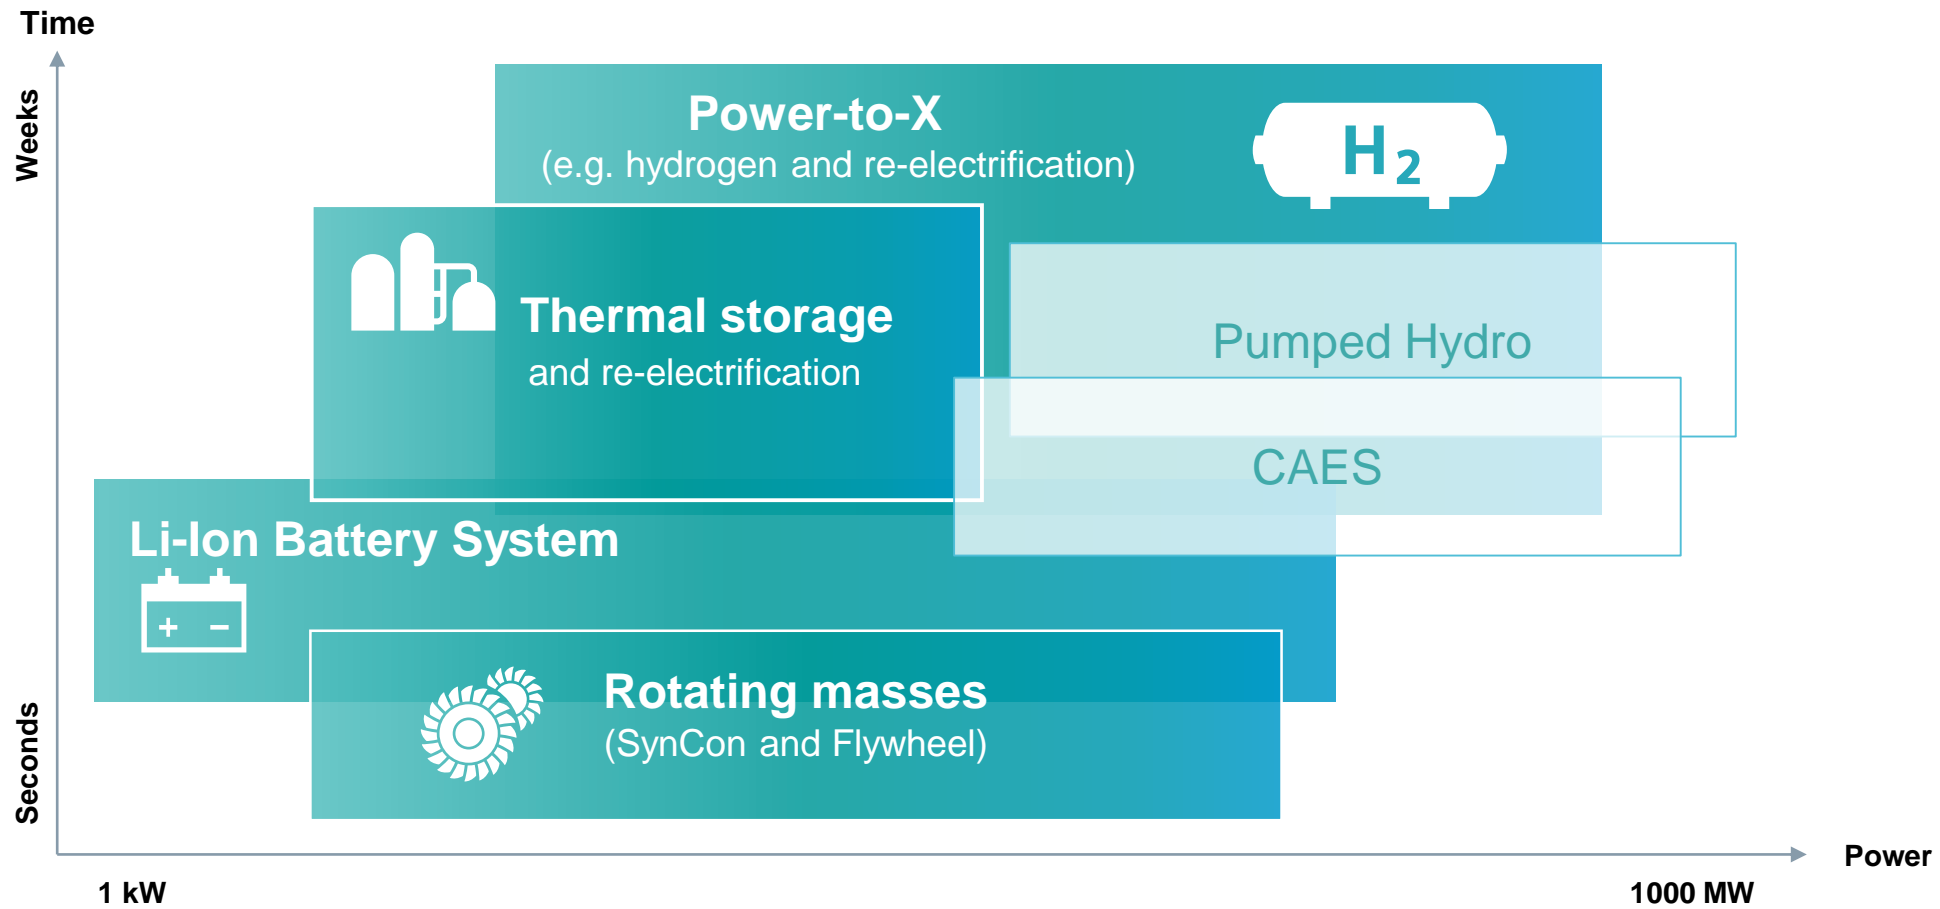 Time
Weeks
Power-to-X
(e.g. hydrogen and re-electrification)
H2
Thermal storage
and re-electrification
Pumped Hydro
CAES
Li-Ion Battery System
+ −
Rotating masses
(SynCon and Flywheel)
Seconds
Power
1 kW
1000 MW